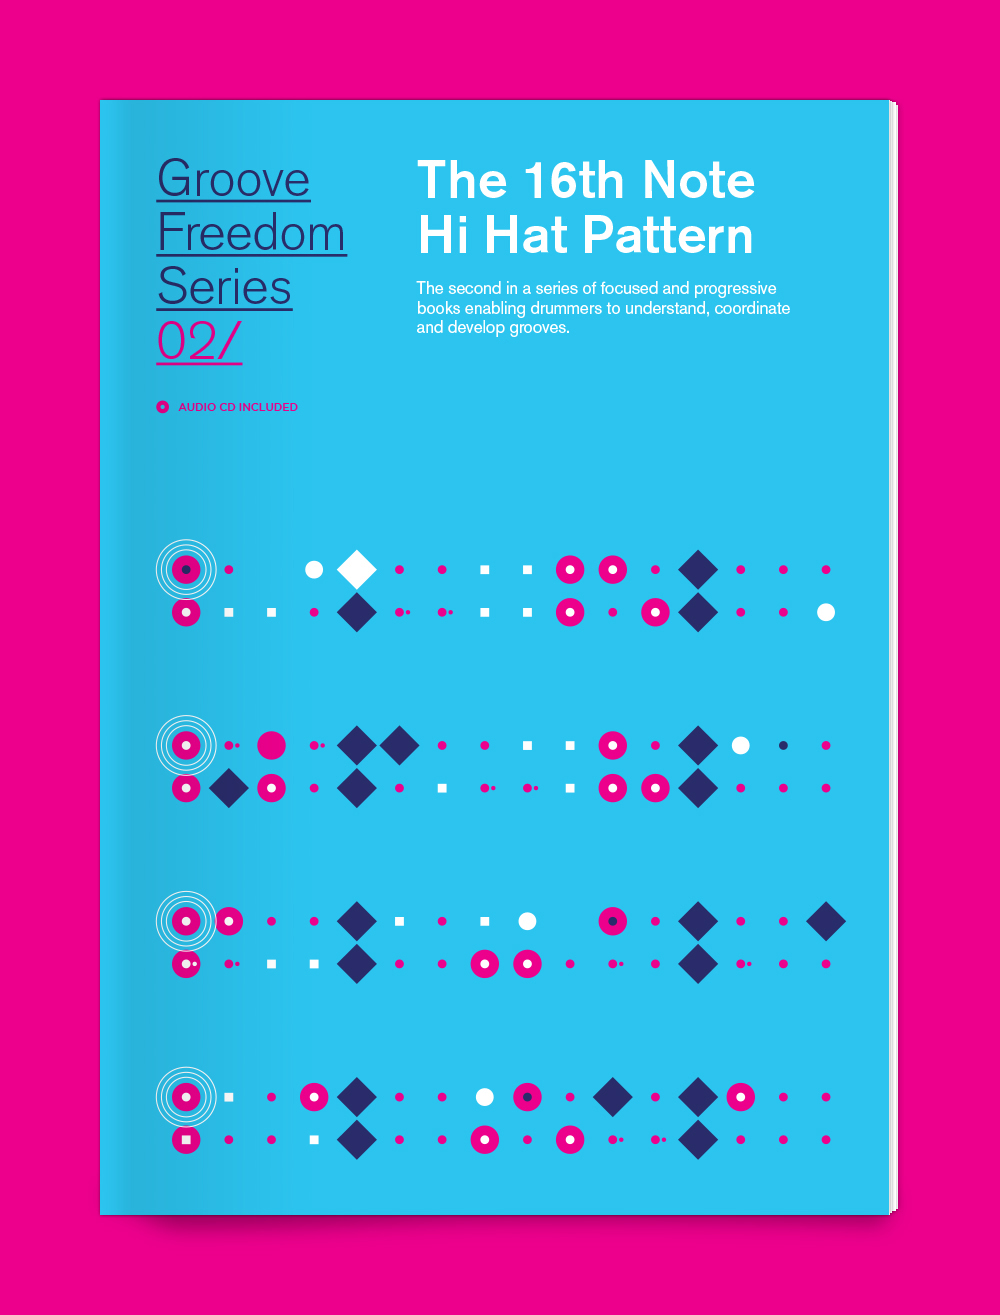 Groove
Freedom
Series
02/
AUDIO CD INCLUDED
The 16th Note
Hi Hat Pattern
The second in a series of focused and progressive
books enabling drummers to understand, coordinate
and develop grooves.